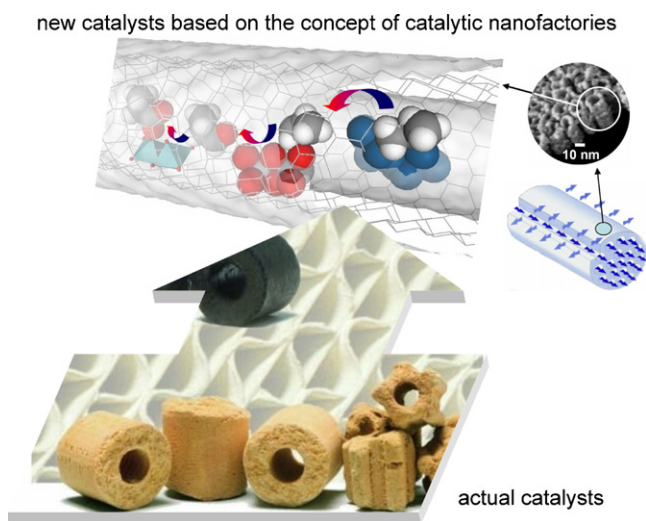 new catalysts based on the concept of catalytic nanofactories
10 nm
actual catalysts